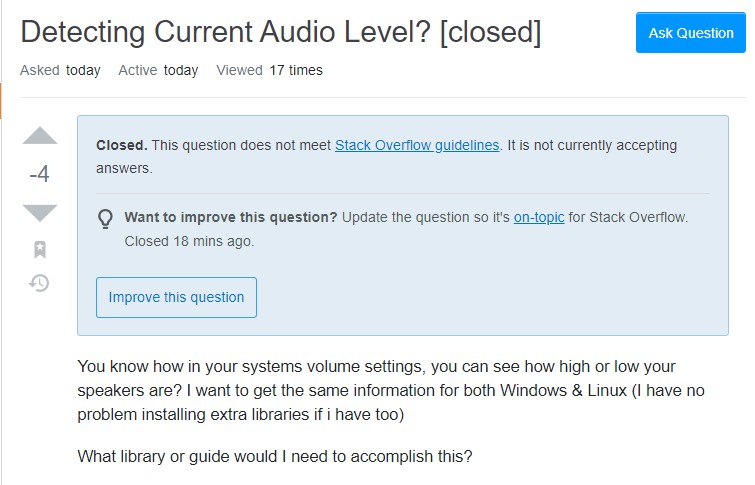 Detecting Current Audio Level? [closed]
Ask Question
Asked today Active today Viewed 17 times
-4
Closed. This question does not meet Stack Overflow guidelines. It is not currently accepting
answers.
Want to improve this question? Update the question so it's on-topic for Stack Overflow.
Closed 18 mins ago.
Improve this question
You know how in your systems volume settings, you can see how high or low your
speakers are? I want to get the same information for both Windows & Linux (I have no
problem installing extra libraries if i have too)
What library or guide would I need to accomplish this?